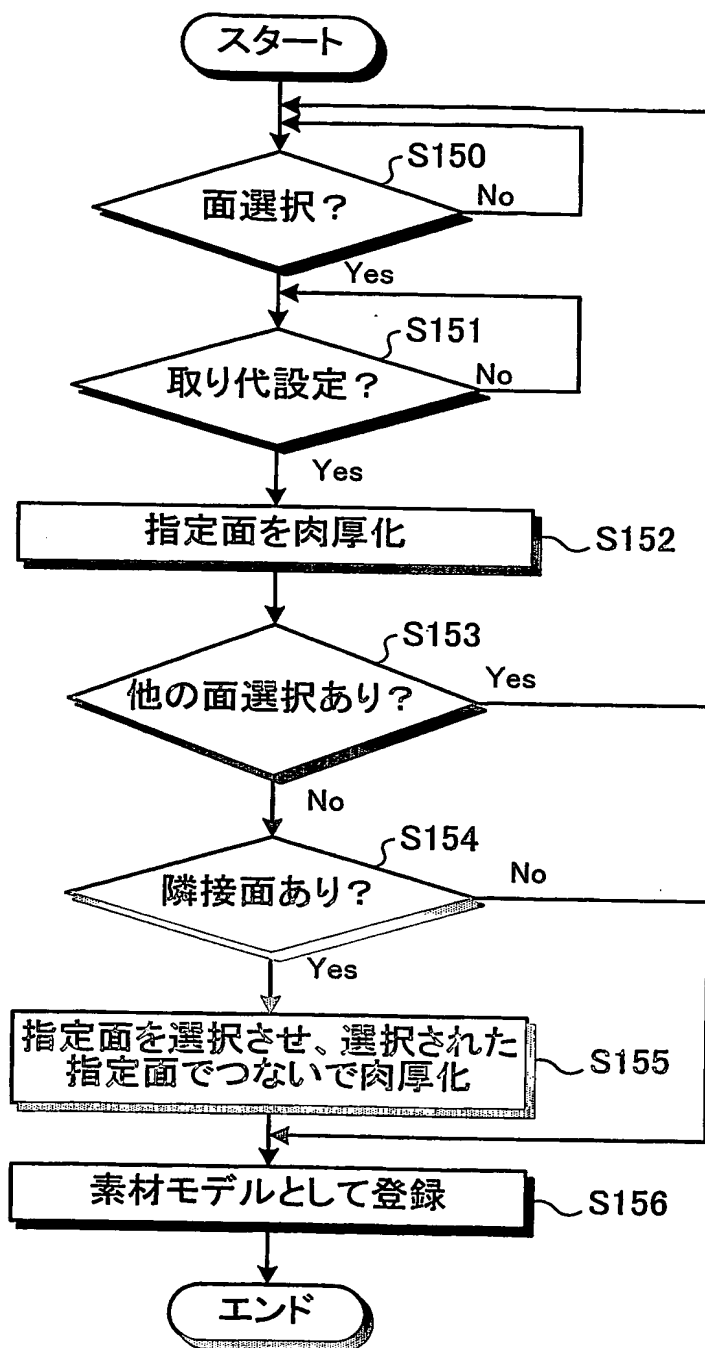 スタート
S150
面選択？
No
Yes
S151
取り代設定？
No
Yes
指定面を肉厚化
S152
S153
他の面選択あり？
Yes
No
S154
隣接面あり？
No
Yes
指定面を選択させ、選択された
指定面でつないで肉厚化
S155
素材モデルとして登録
S156
エンド